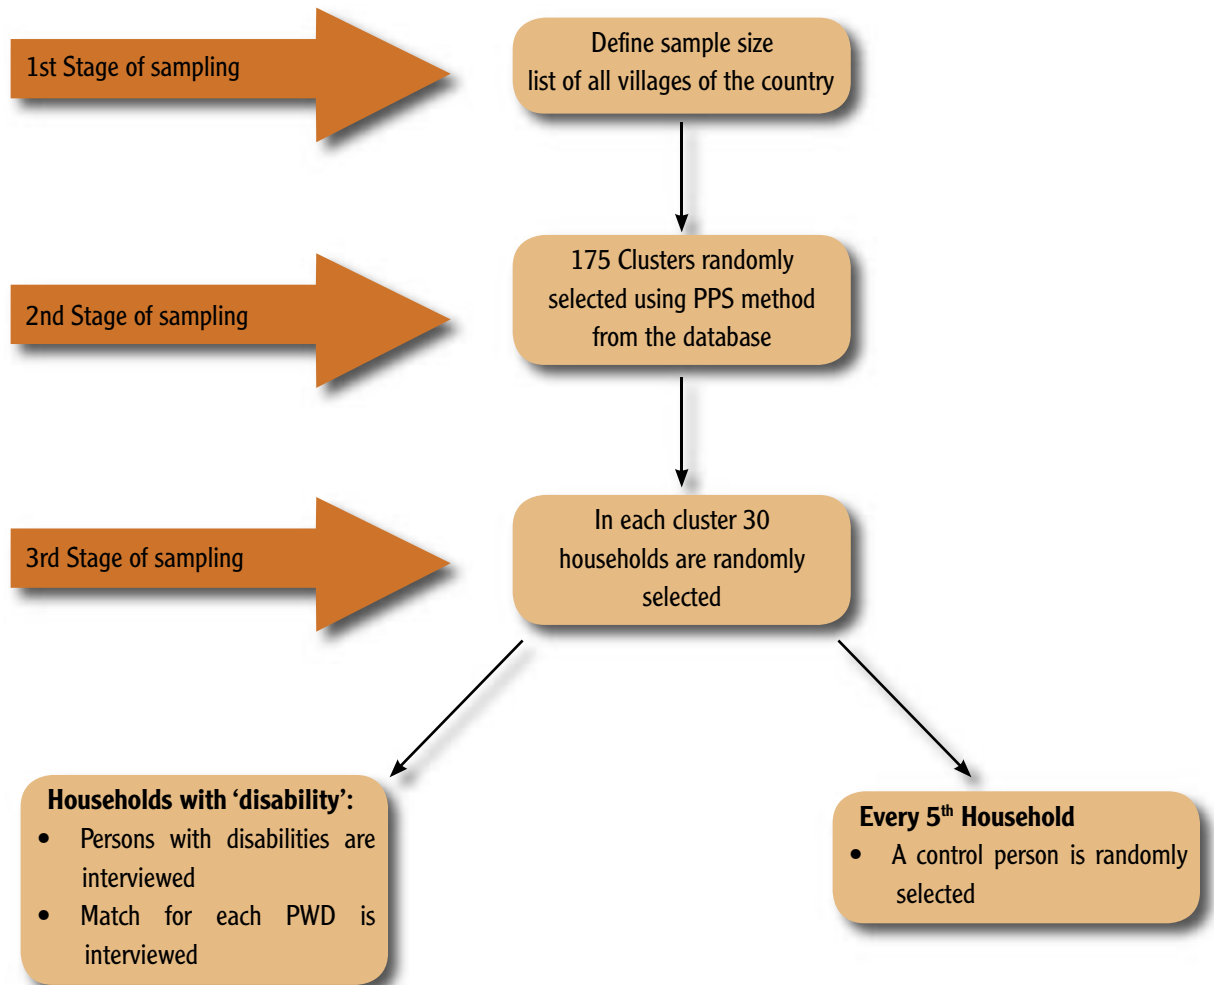 1st Stage of sampling
Define sample size
list of all villages of the country
2nd Stage of sampling
175 Clusters randomly
selected using PPS method
from the database
3rd Stage of sampling
In each cluster 30
households are randomly
selected
Households with ‘disability’:
• Persons with disabilities are
interviewed
• Match for each PWD is
interviewed
Every 5th Household
• A control person is randomly
selected